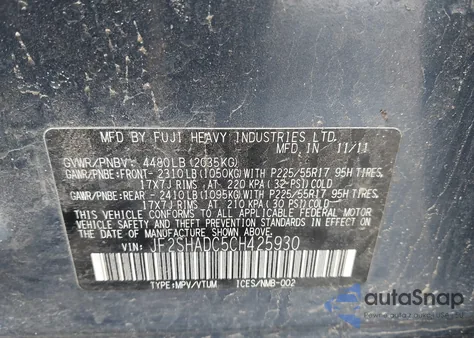 MFD. BY FUJI HEAVY INDUSTRIES LTD.
GVWR/PNBV- 4480LB (2035KG) MFD.IN 11/11
GAWR/PNBE:FRONT-2310LB (1050KG) WITH P225/55R17 95H TIRES,
17X7J RIMS AT 220 KPA (32 PSI) COLD
GAWR/PNBE:REAR -2410LB (1095KG) WITH P225/55R17 95H TIRES,
17X7J RIMS, AT 210 KPA (30 PSI) COLD
THIS VEHICLE CONFORMS TO ALL APPLICABLE FEDERAL MOTOR
VEHICLE SAFETY STANDARDS IN EFFECT ON THE
DATE OF MANUFACTURE SHOWN ABOVE.
VIN: JF2SHADC5CH425930
TYPE:MPV/VTUM ICES/NMB-002
autoSnap